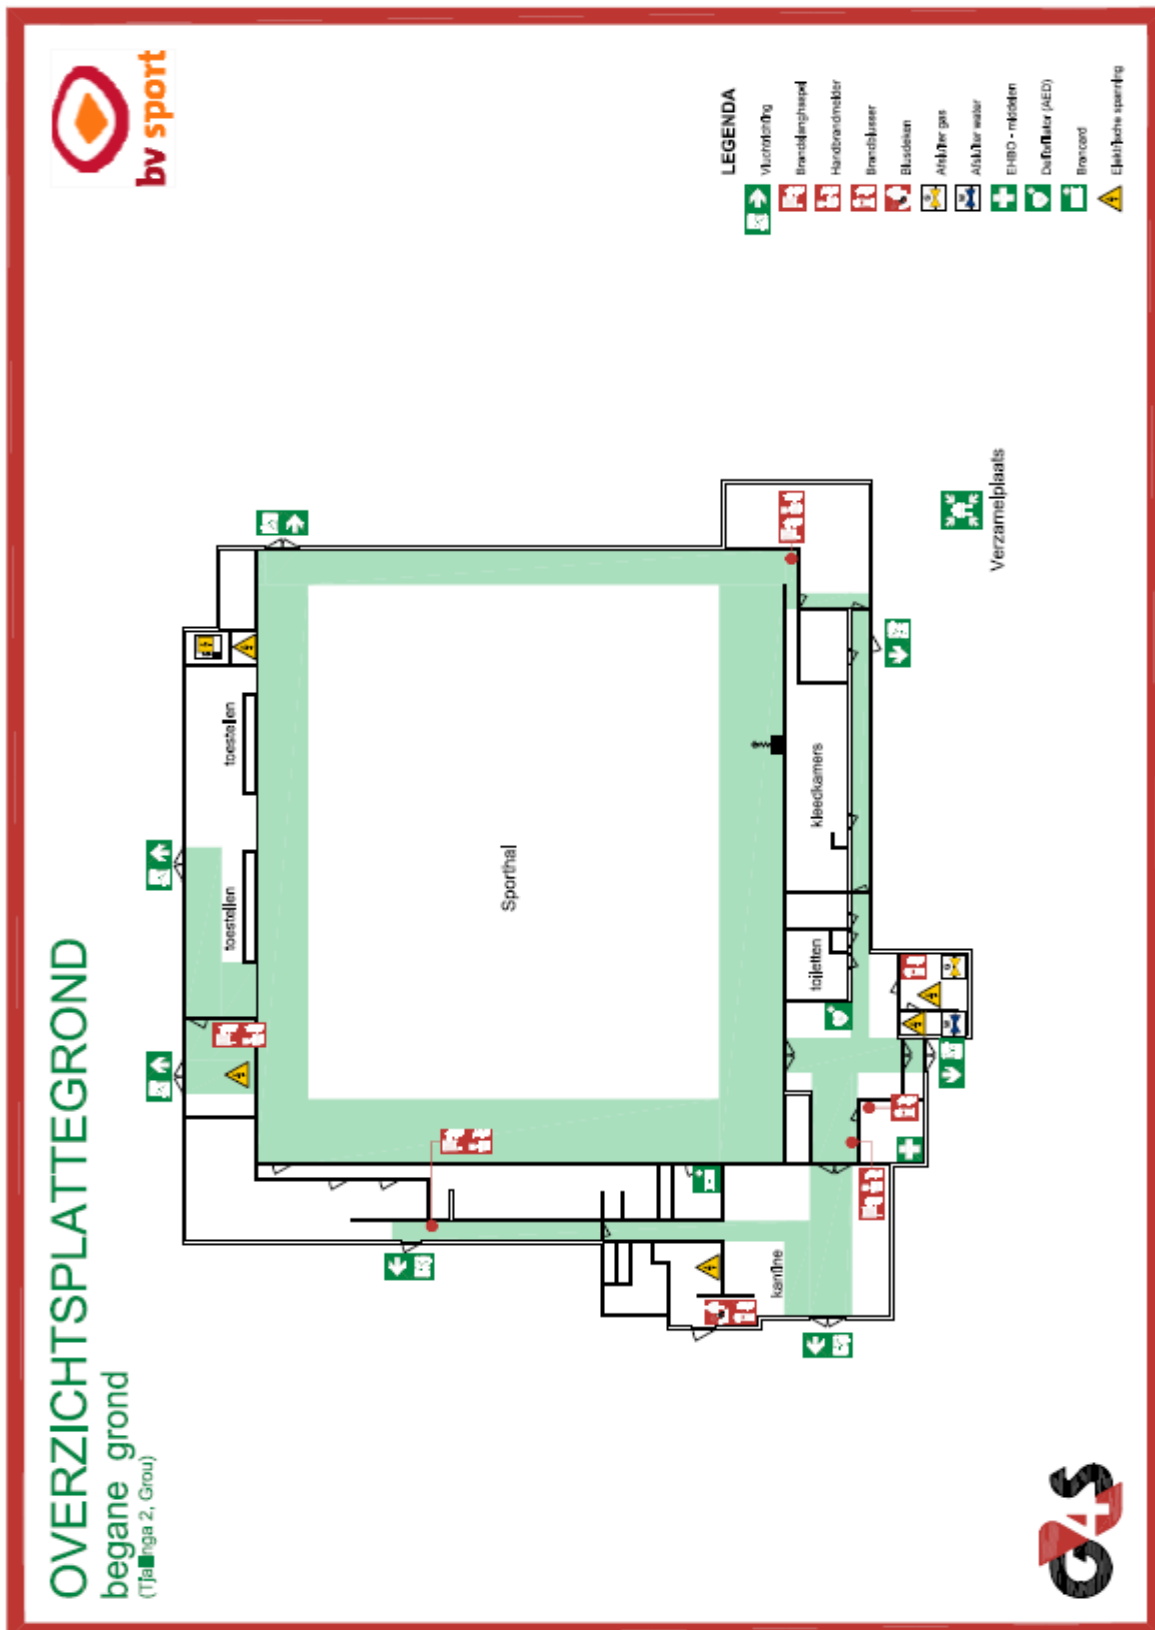 OVERZICHTSPLATTEGROND
begane grond
bv sport
LEGENDA
Vluchtrichting
Brandslanghaspel
Handbrandmelder
Brandblusser
Blusdeken
Afsluiter gas
Afsluiter water
EHBO - middelen
Defibrillator (AED)
Brancard
Elektrische spanning
toestellen
toestellen
Sporthal
kleedkamers
toiletten
kantine
Verzamelplaats
G4S